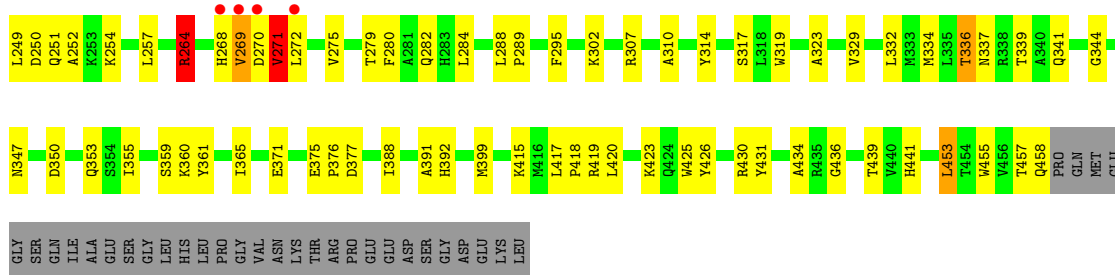 L249 D250 Q251 A252 K253 K254 L257 R264 H268 V269 D270 V271 L272 V275 T279 F280 A281 Q282 H283 L284 L288 P289 F295 K302 R307 A310 Y314 S317 L318 W319 A323 V329 L332 M333 M334 L335 T336 N337 R338 T339 A340 Q341 G344
N347 D350 Q353 S354 I355 S359 K360 Y361 I365 E371 E375 P376 D377 I388 A391 H392 M399 K415 M416 L417 P418 R419 L420 K423 Q424 W425 Y426 R430 Y431 A434 R435 G436 T439 V440 H441 L453 T454 W455 V456 T457 Q458 PRO GLN MET GLU
GLY SER GLN ILE ALA GLU SER GLY LEU HIS LEU PRO GLY VAL ASN LYS THR ARG PRO GLU GLU ASP SER GLY ASP GLU LYS LEU